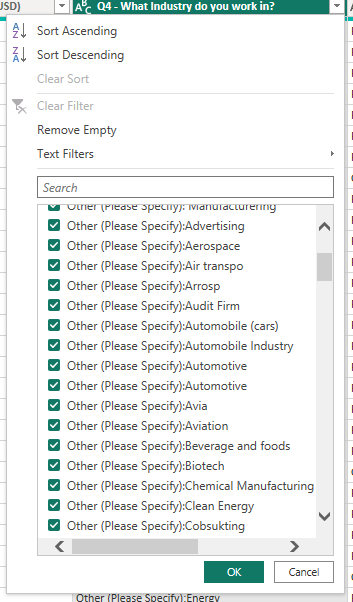 USD)
ABC Q4 - What Industry do you work in?
Sort Ascending
Sort Descending
Clear Sort
Clear Filter
Remove Empty
Text Filters
Search
Other (Please Specify): Manufacturering
Other (Please Specify):Advertising
Other (Please Specify):Aerospace
Other (Please Specify):Air transpo
Other (Please Specify):Arrosp
Other (Please Specify):Audit Firm
Other (Please Specify):Automobile (cars)
Other (Please Specify):Automobile Industry
Other (Please Specify):Automotive
Other (Please Specify):Automotive
Other (Please Specify):Avia
Other (Please Specify):Aviation
Other (Please Specify):Beverage and foods
Other (Please Specify):Biotech
Other (Please Specify):Chemical Manufacturing
Other (Please Specify):Clean Energy
Other (Please Specify):Cobsukting
OK
Cancel
Other (Please Specify):Energy